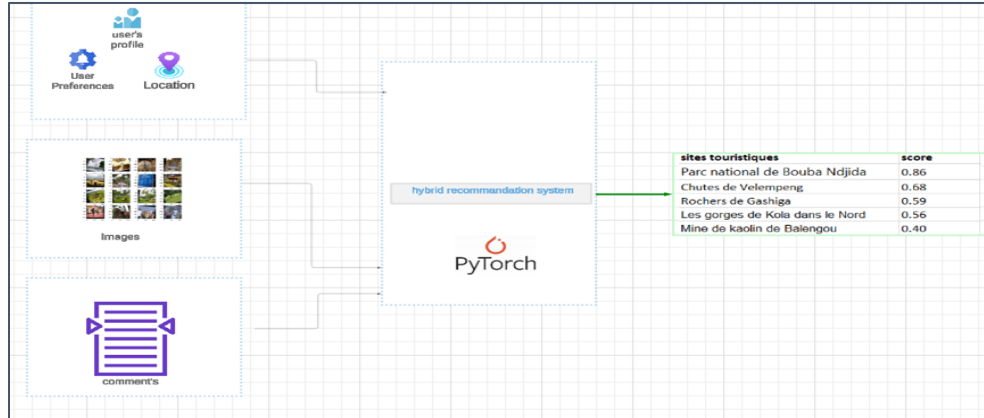 user's
profile
User
Preferences
Location
Images
comment's
hybrid recommandation system
PyTorch
sites touristiques score
Parc national de Bouba Ndjida 0.86
Chutes de Velempeng 0.68
Rochers de Gashiga 0.59
Les gorges de Kola dans le Nord 0.56
Mine de kaolin de Balengou 0.40